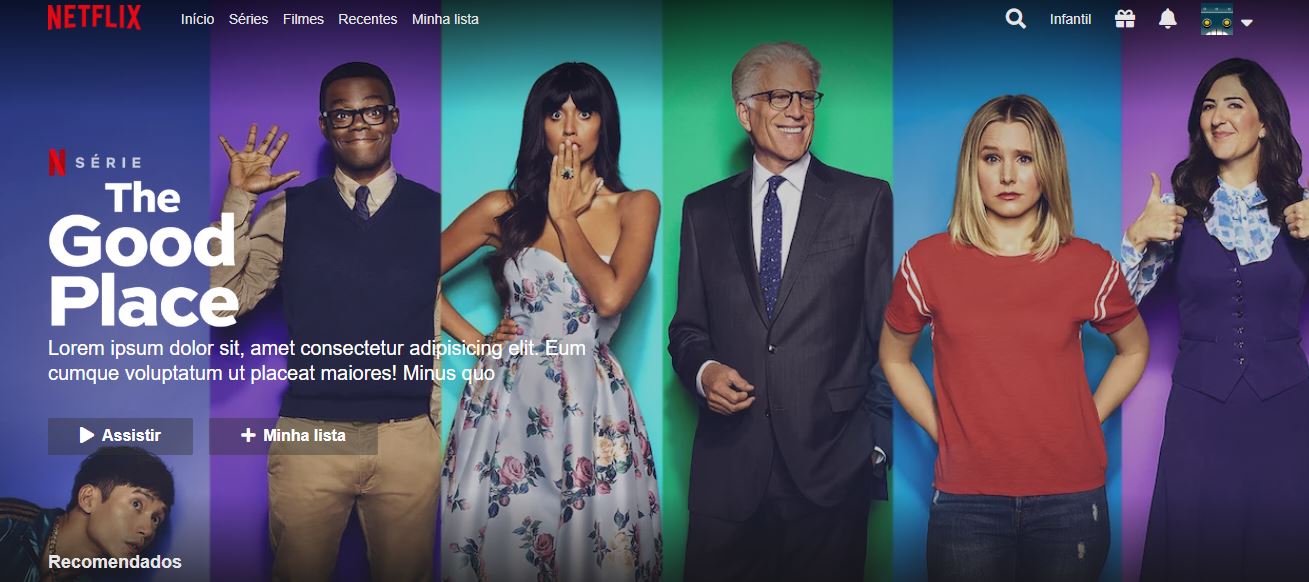 NETFLIX
Início Séries Filmes Recentes Minha lista
Infantil
N SÉRIE
The
Good
Place
Lorem ipsum dolor sit, amet consectetur adipisicing elit. Eum
cumque voluptatum ut placeat maiores! Minus quo
Assistir
Minha lista
Recomendados